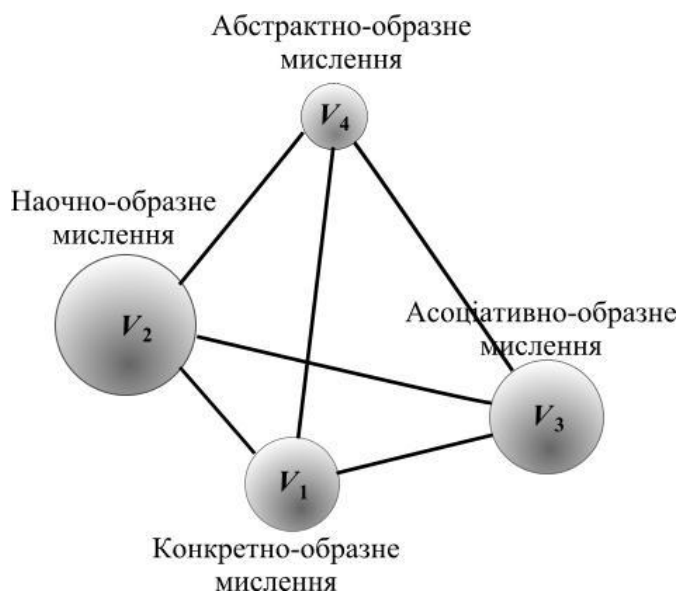 Абстрактно-образне
мислення
V4
Наочно-образне
мислення
V2
Асоціативно-образне
мислення
V3
V1
Конкретно-образне
мислення